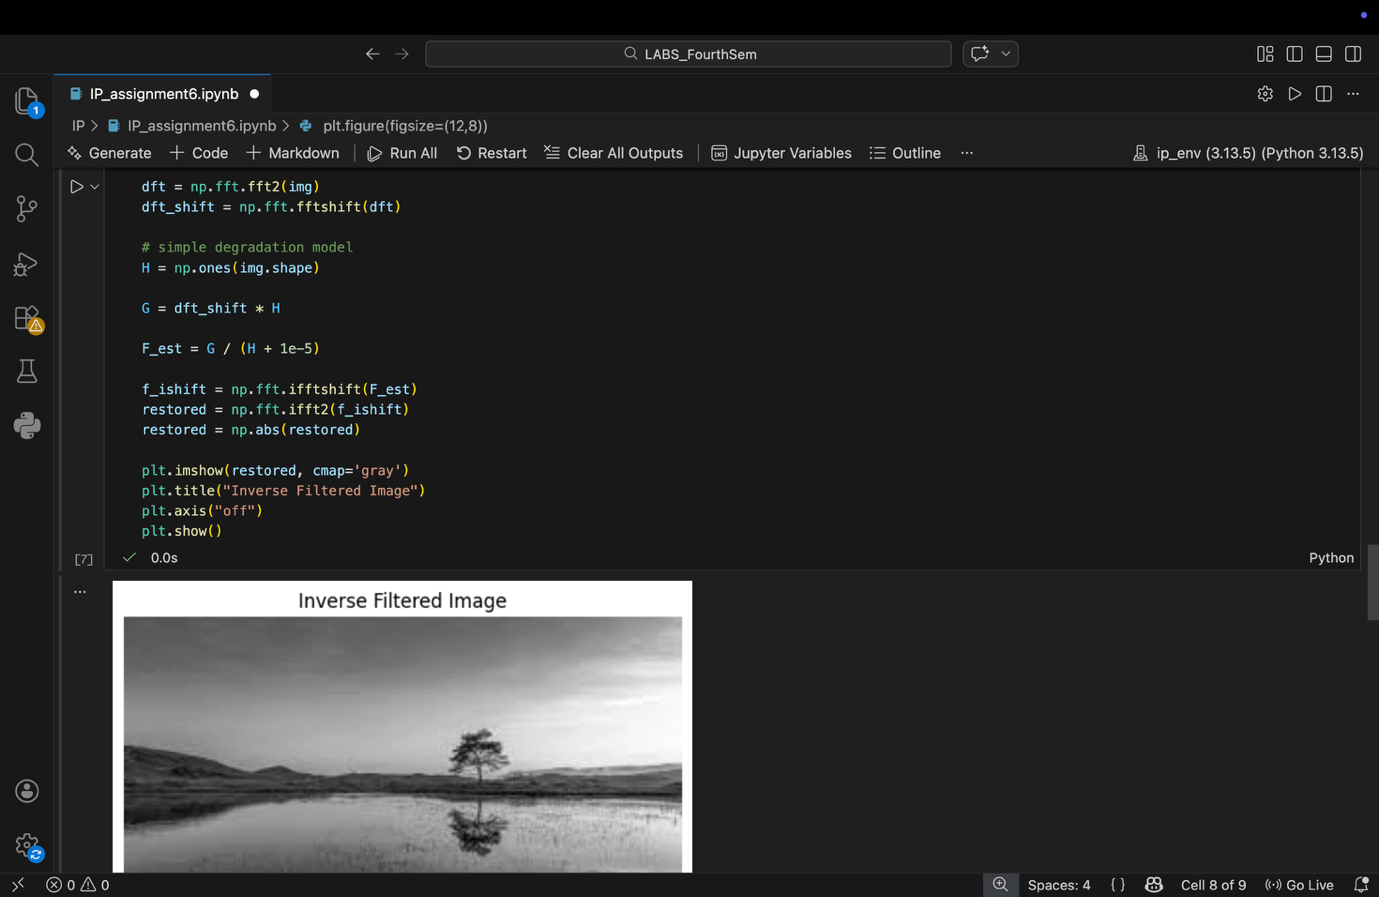 LABS_FourthSem
IP_assignment6.ipynb
1
IP > IP_assignment6.ipynb > plt.figure(figsize=(12,8))
Generate + Code + Markdown | Run All Restart Clear All Outputs | Jupyter Variables Outline ... ip_env (3.13.5) (Python 3.13.5)
dft = np.fft.fft2(img)
dft_shift = np.fft.fftshift(dft)
# simple degradation model
H = np.ones(img.shape)
G = dft_shift * H
F_est = G / (H + 1e-5)
f_ishift = np.fft.ifftshift(F_est)
restored = np.fft.ifft2(f_ishift)
restored = np.abs(restored)
plt.imshow(restored, cmap='gray')
plt.title("Inverse Filtered Image")
plt.axis("off")
plt.show()
[7] 0.0s Python
Inverse Filtered Image
0 0 Spaces: 4 {} Cell 8 of 9 Go Live